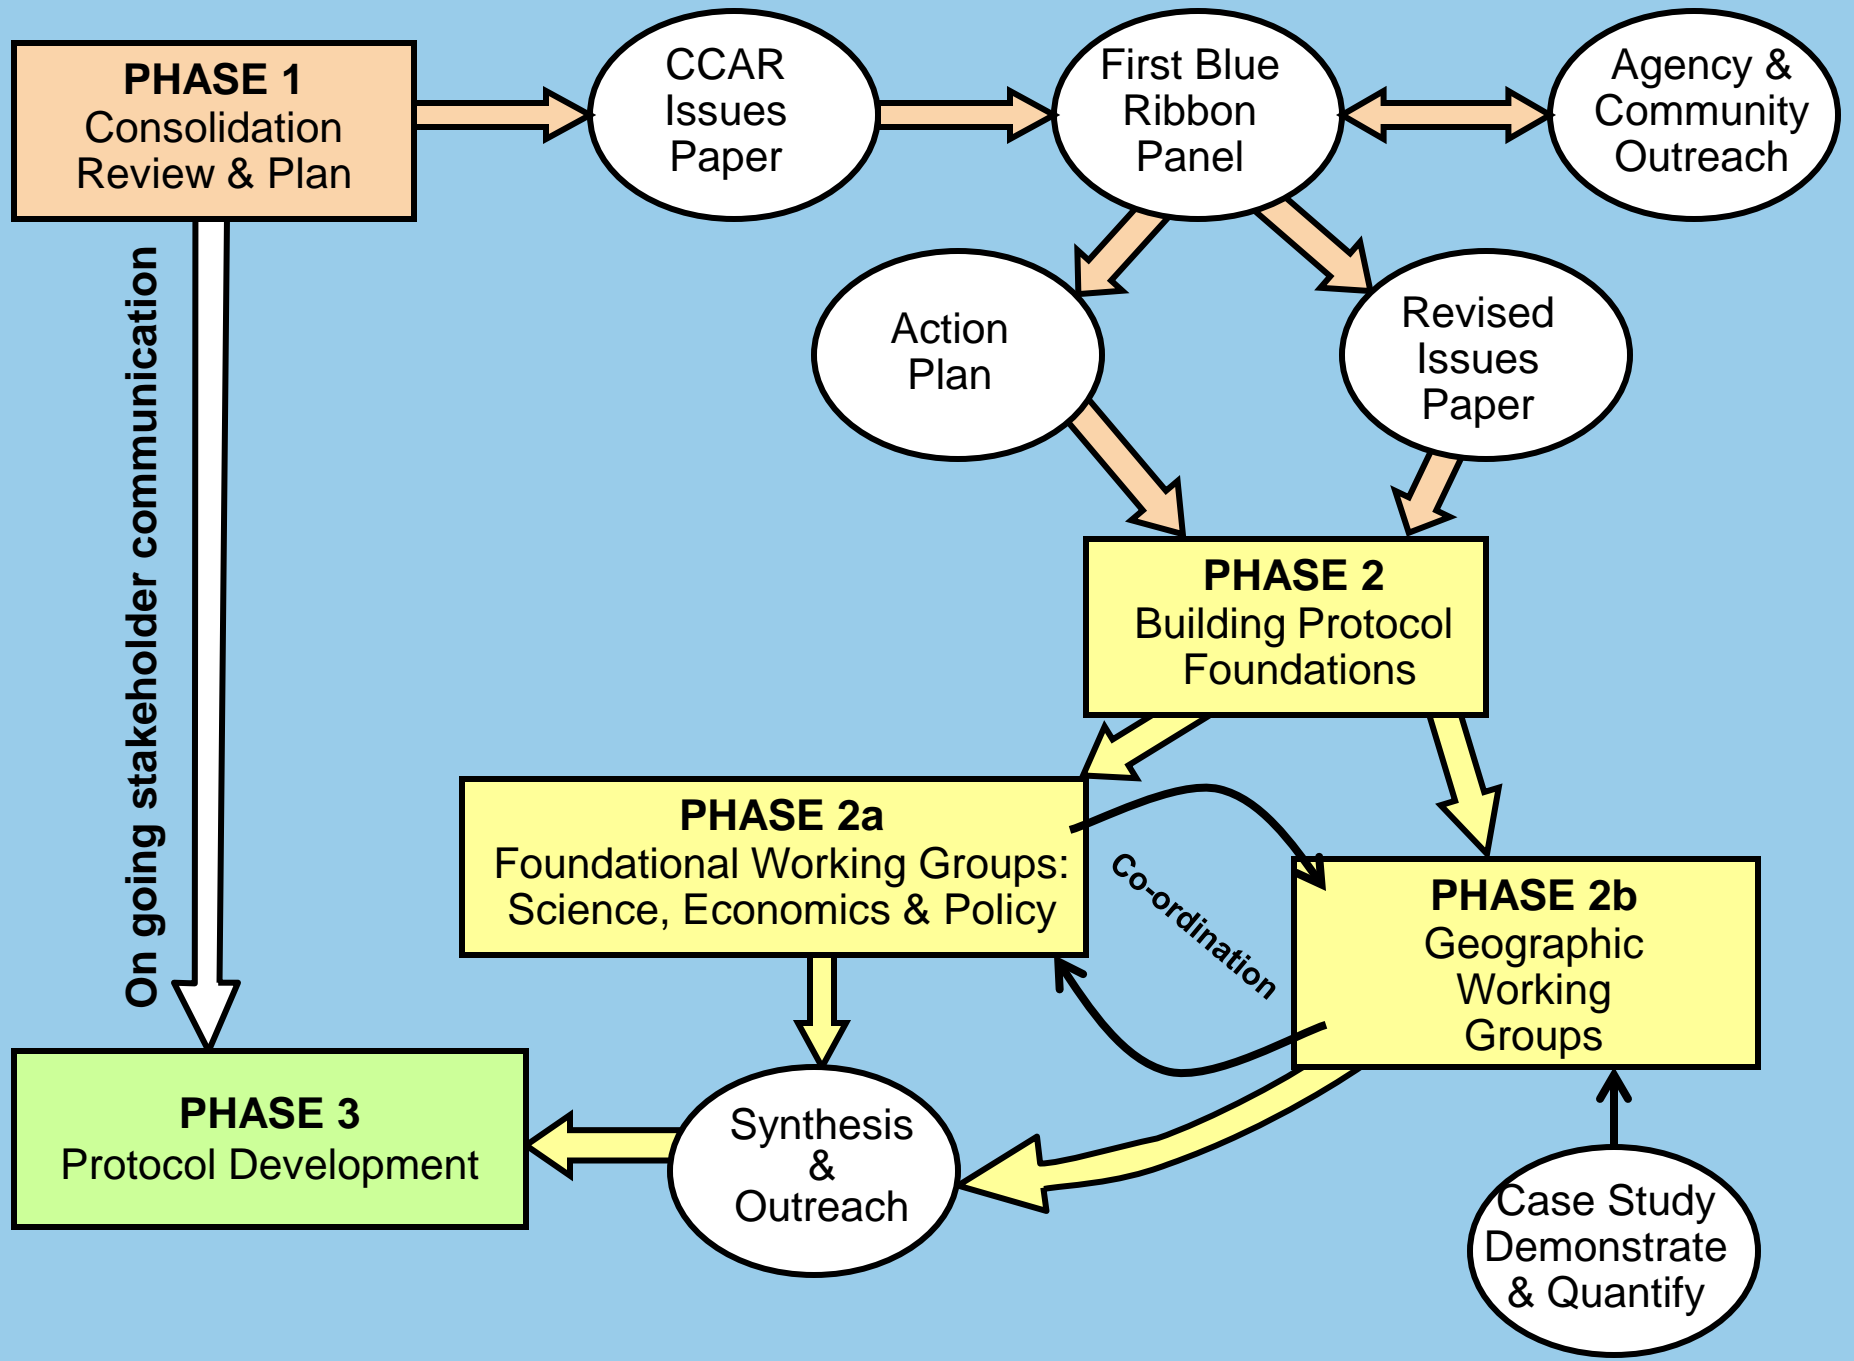 PHASE 1
Consolidation
Review & Plan
CCAR
Issues
Paper
First Blue
Ribbon
Panel
Agency &
Community
Outreach
On going stakeholder communication
Action
Plan
Revised
Issues
Paper
PHASE 2
Building Protocol
Foundations
PHASE 2a
Foundational Working Groups:
Science, Economics & Policy
Co-ordination
PHASE 2b
Geographic
Working
Groups
PHASE 3
Protocol Development
Synthesis
&
Outreach
Case Study
Demonstrate
& Quantify